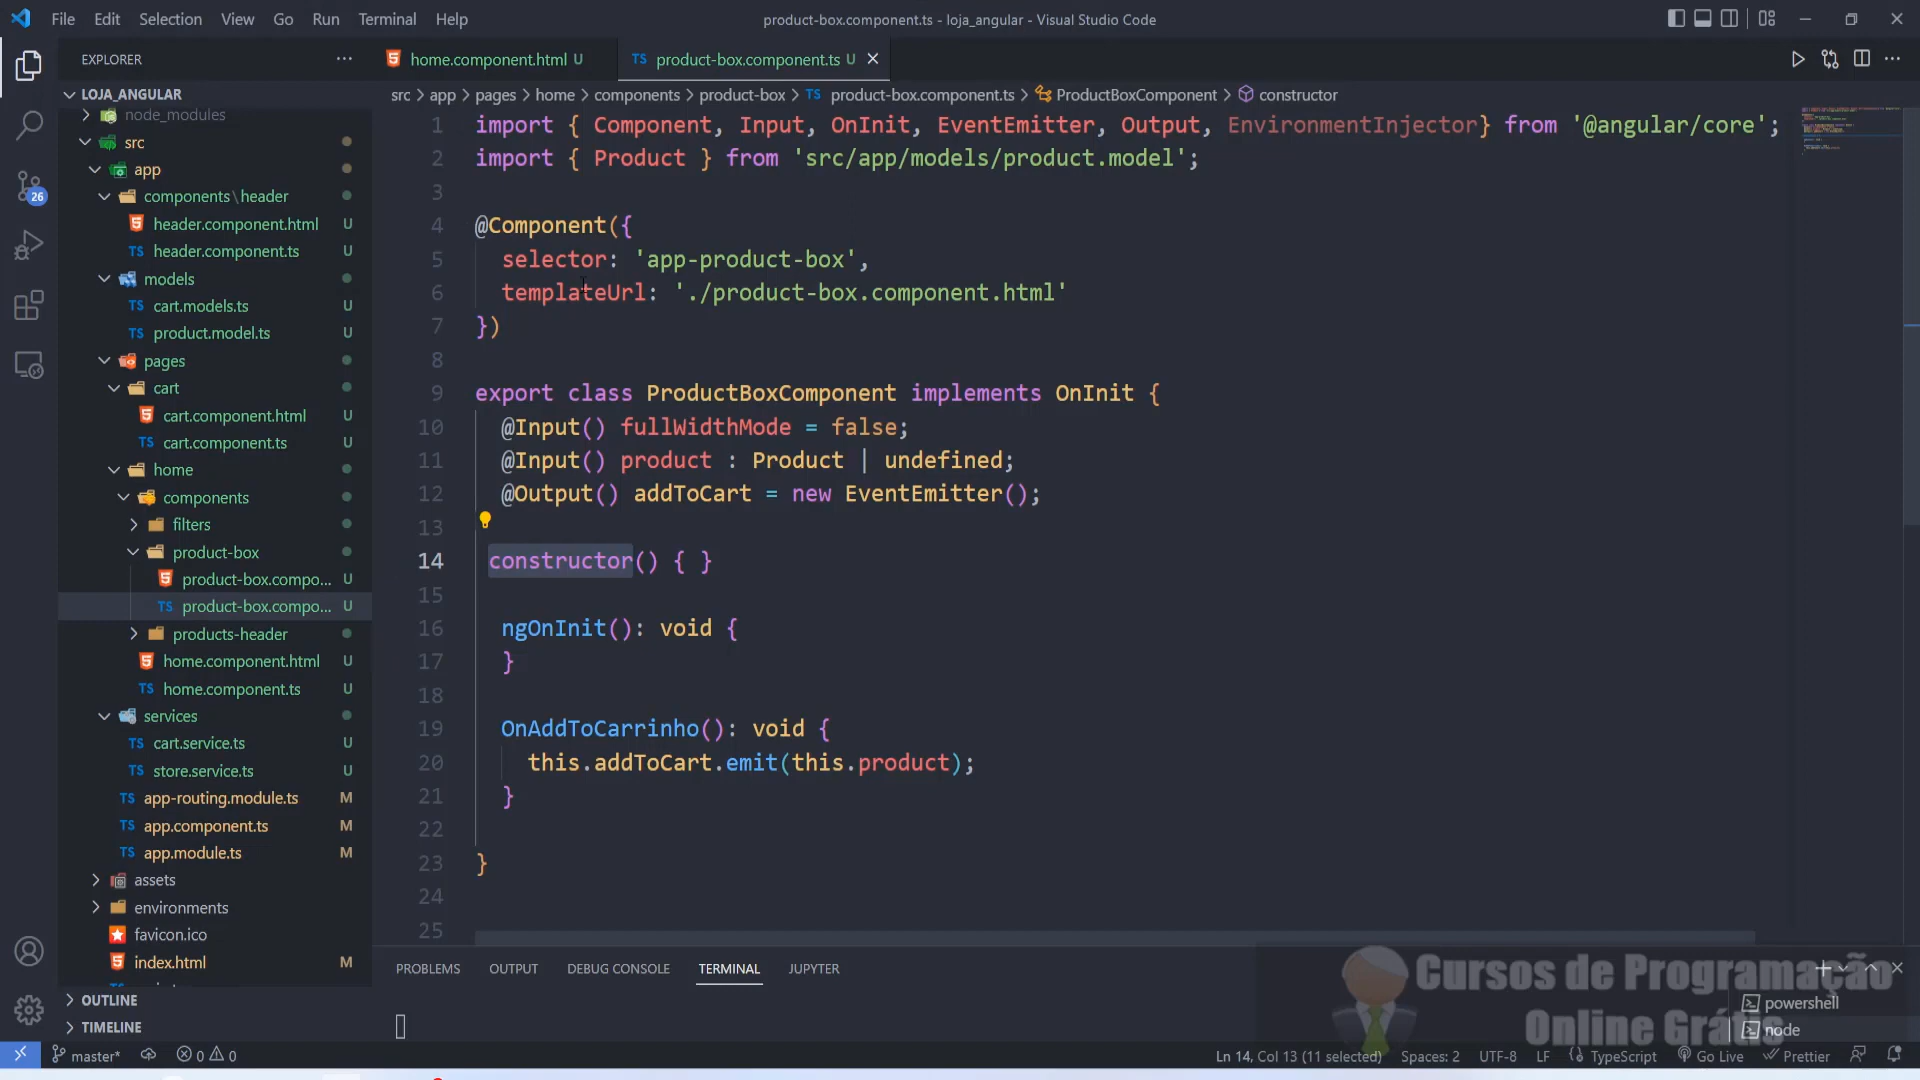 File Edit Selection View Go Run Terminal Help
product-box.component.ts - loja_angular - Visual Studio Code
EXPLORER
home.component.html U
TS product-box.component.ts U
LOJA_ANGULAR
node_modules
src
app
components\header
header.component.html U
TS header.component.ts U
models
TS cart.models.ts U
TS product.model.ts U
pages
cart
cart.component.html U
TS cart.component.ts U
home
components
filters
product-box
product-box.compo... U
TS product-box.compo... U
products-header
home.component.html U
TS home.component.ts U
services
TS cart.service.ts U
TS store.service.ts U
TS app-routing.module.ts M
TS app.component.ts M
TS app.module.ts M
assets
environments
favicon.ico
index.html M
OUTLINE
TIMELINE
26
src > app > pages > home > components > product-box > TS product-box.component.ts > ProductBoxComponent > constructor
1 import { Component, Input, OnInit, EventEmitter, Output, EnvironmentInjector} from '@angular/core';
2 import { Product } from 'src/app/models/product.model';
3
4 @Component({
5 selector: 'app-product-box',
6 templateUrl: './product-box.component.html'
7 })
8
9 export class ProductBoxComponent implements OnInit {
10 @Input() fullWidthMode = false;
11 @Input() product : Product | undefined;
12 @Output() addToCart = new EventEmitter();
13
14 constructor() { }
15
16 ngOnInit(): void {
17 }
18
19 OnAddToCarrinho(): void {
20 this.addToCart.emit(this.product);
21 }
22
23 }
24
25
PROBLEMS OUTPUT DEBUG CONSOLE TERMINAL JUPYTER
Cursos de Programação
Online Grátis
powershell
node
master* 0 0
Ln 14, Col 13 (11 selected) Spaces: 2 UTF-8 LF TypeScript Go Live Prettier